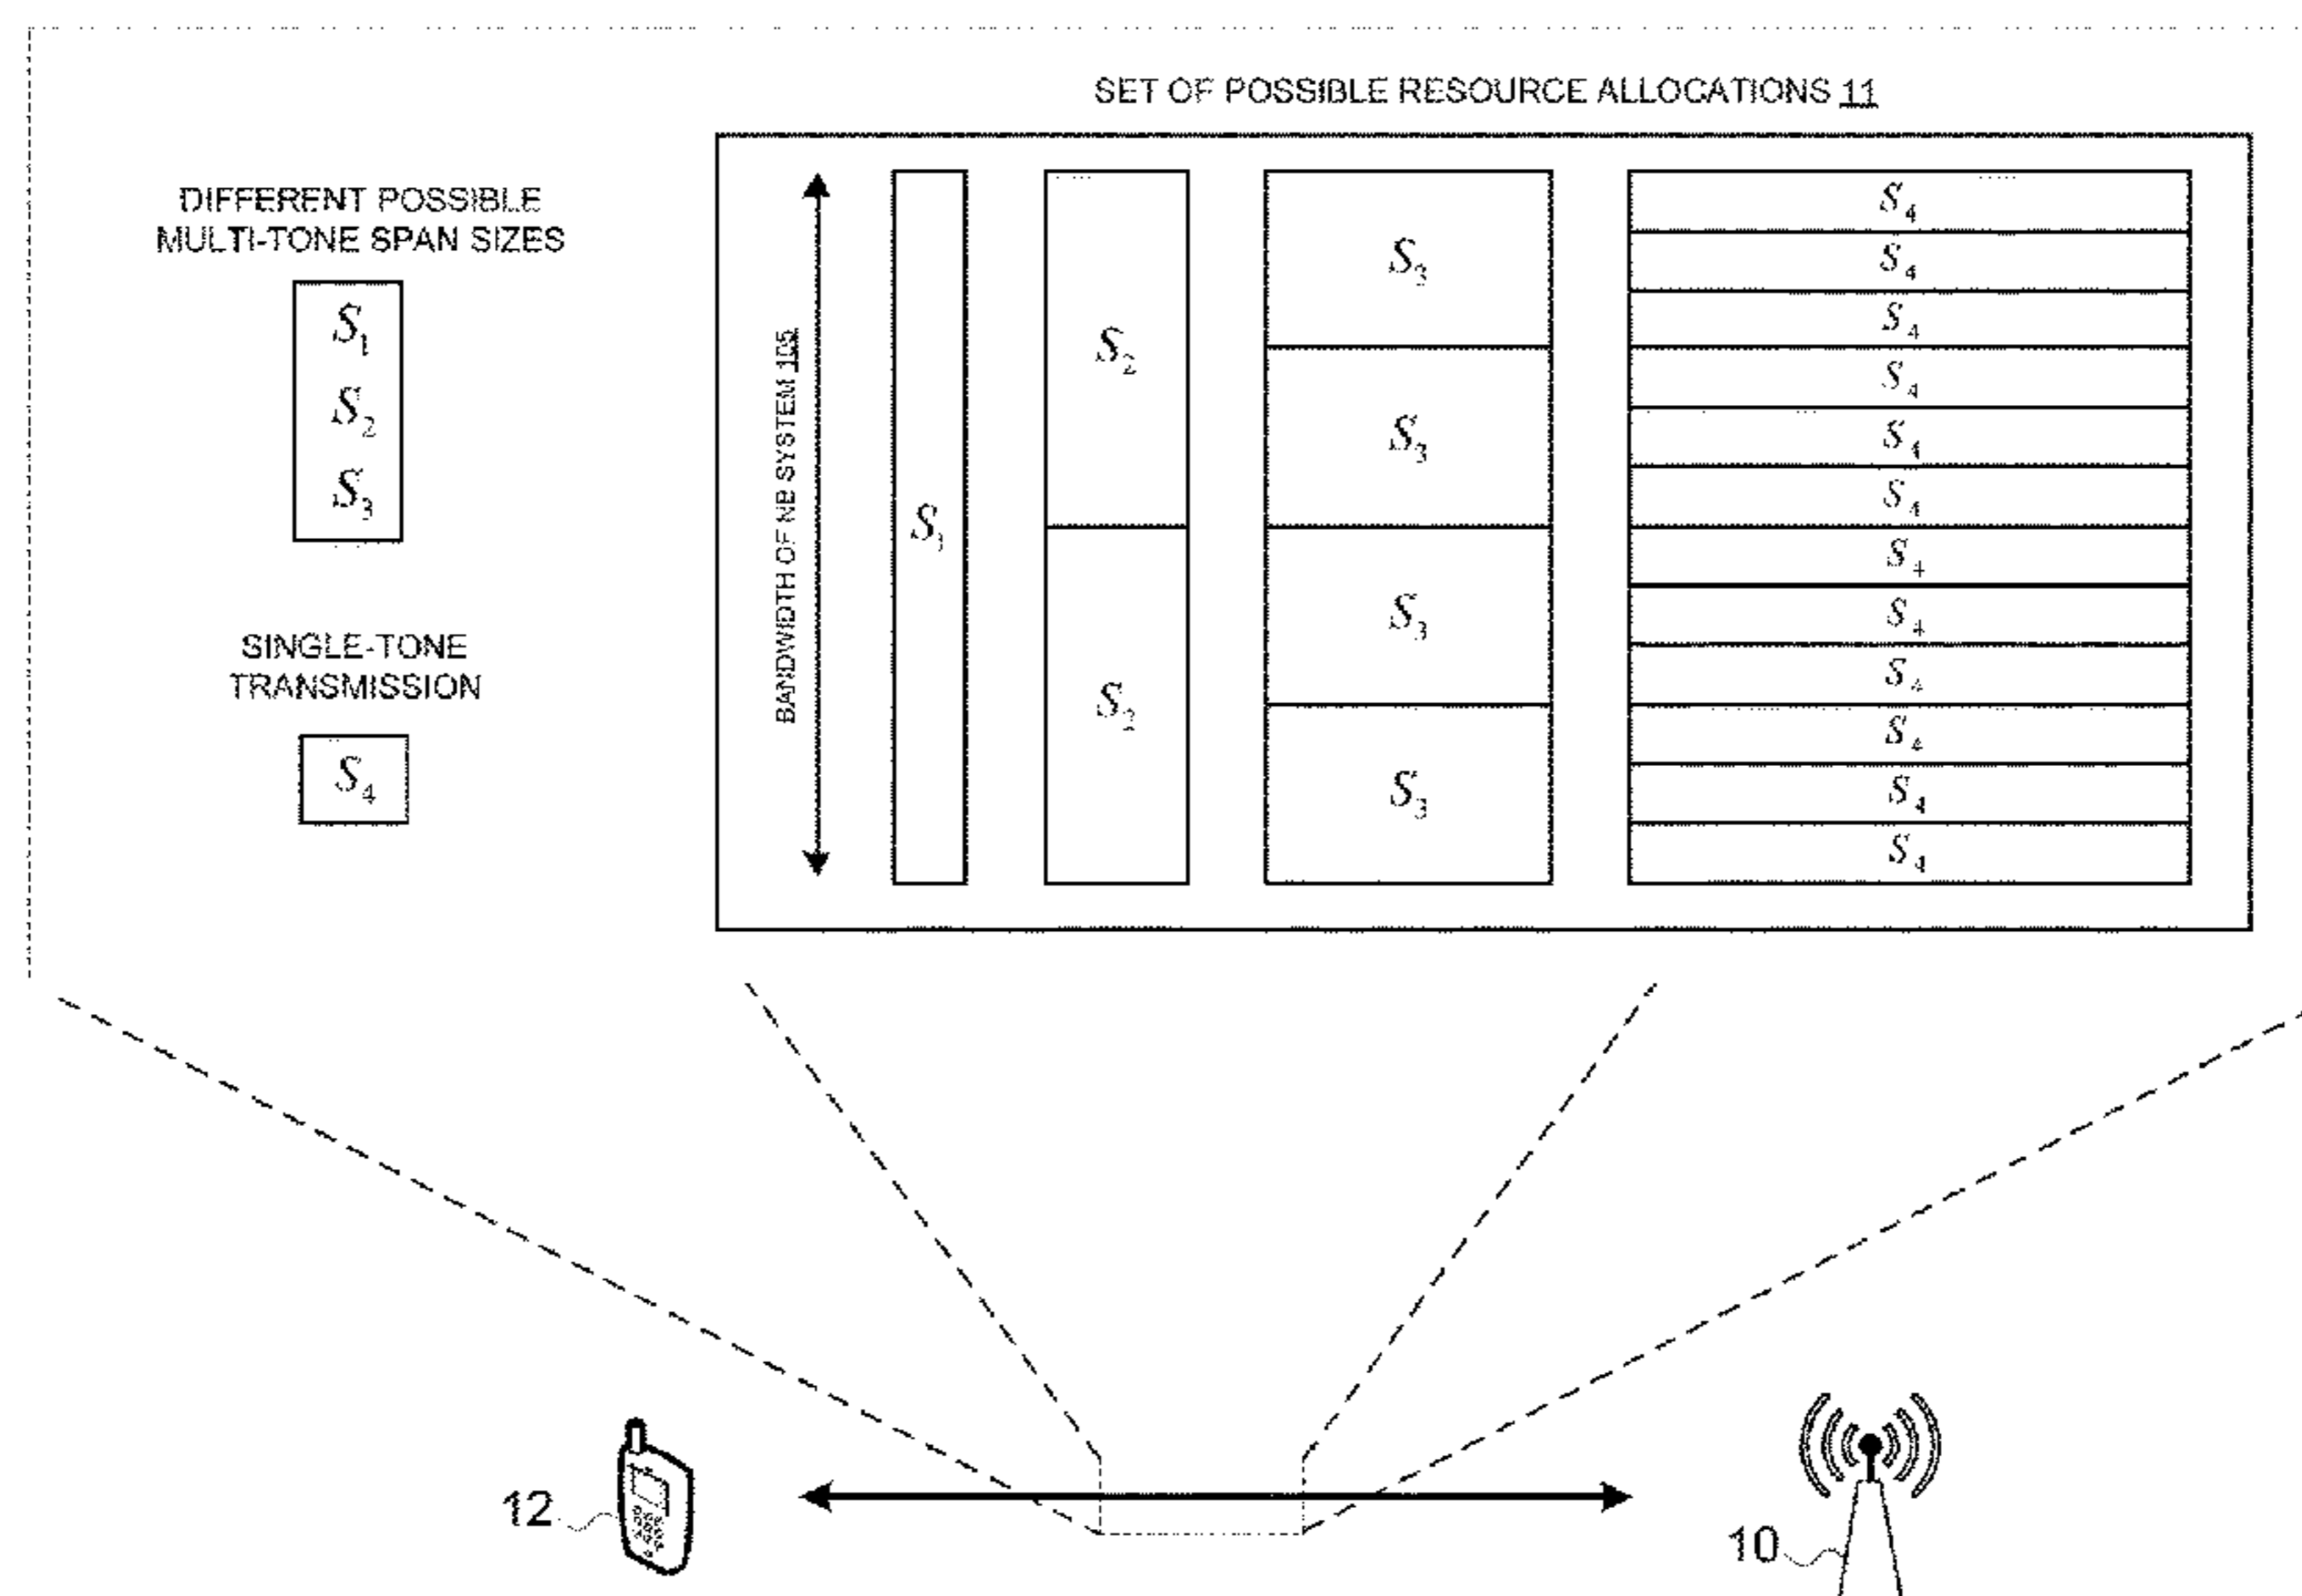 SET OF POSSIBLE RESOURCE ALLOCATIONS 11
DIFFERENT POSSIBLE
MULTI-TONE SPAN SIZES
S1
S2
S3
SINGLE-TONE
TRANSMISSION
S4
BANDWIDTH OF NB SYSTEM 105
S1
S2
S2
S3
S3
S3
S3
S4
S4
S4
S4
S4
S4
S4
S4
S4
S4
S4
S4
12
10